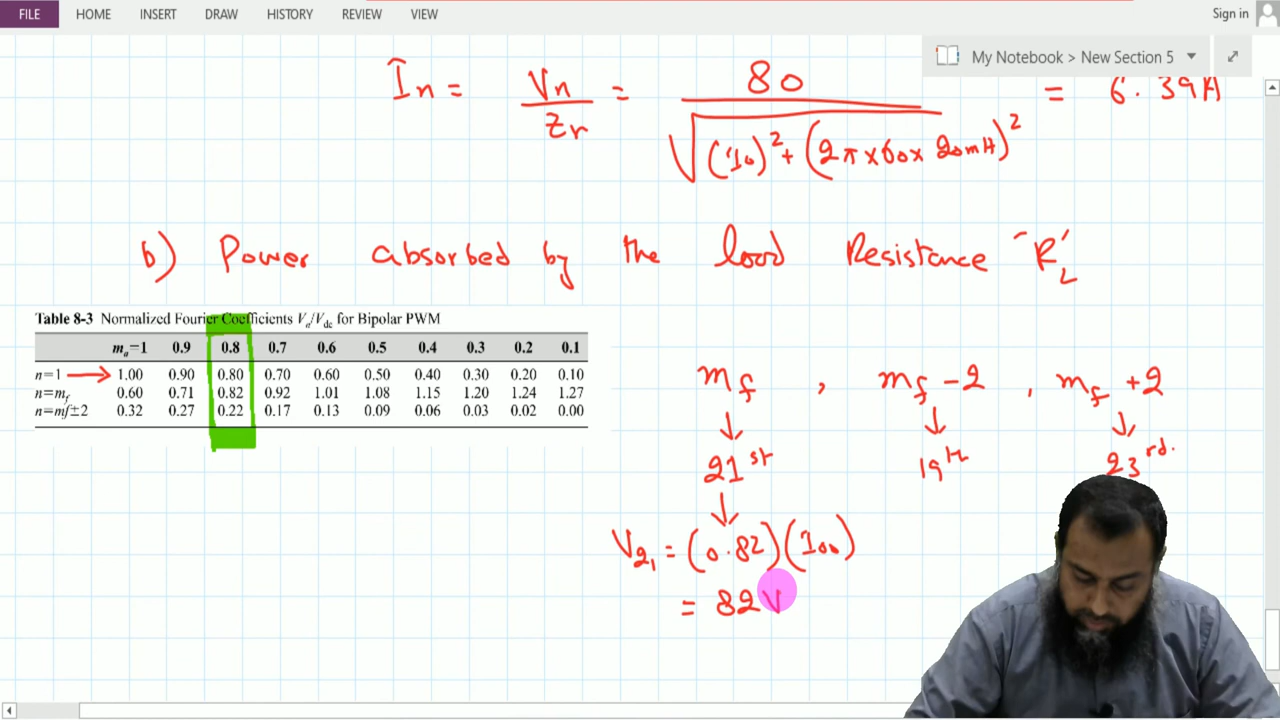 FILE HOME INSERT DRAW HISTORY REVIEW VIEW Sign in
My Notebook > New Section 5
În = Vn / Zn = 80 / √((10)² + (2π×60×20mH)²) = 6.39A
b) Power absorbed by the load Resistance "R_L"
Table 8-3 Normalized Fourier Coefficients Vn/Vdc for Bipolar PWM
ma=1 0.9 0.8 0.7 0.6 0.5 0.4 0.3 0.2 0.1
n=1 → 1.00 0.90 0.80 0.70 0.60 0.50 0.40 0.30 0.20 0.10
n=mf 0.60 0.71 0.82 0.92 1.01 1.08 1.15 1.20 1.24 1.27
n=mf±2 0.32 0.27 0.22 0.17 0.13 0.09 0.06 0.03 0.02 0.00
mf , mf -2 , mf +2
↓ ↓ ↓
21st 19th 23rd.
↓
V21 = (0.82)(100)
= 82V